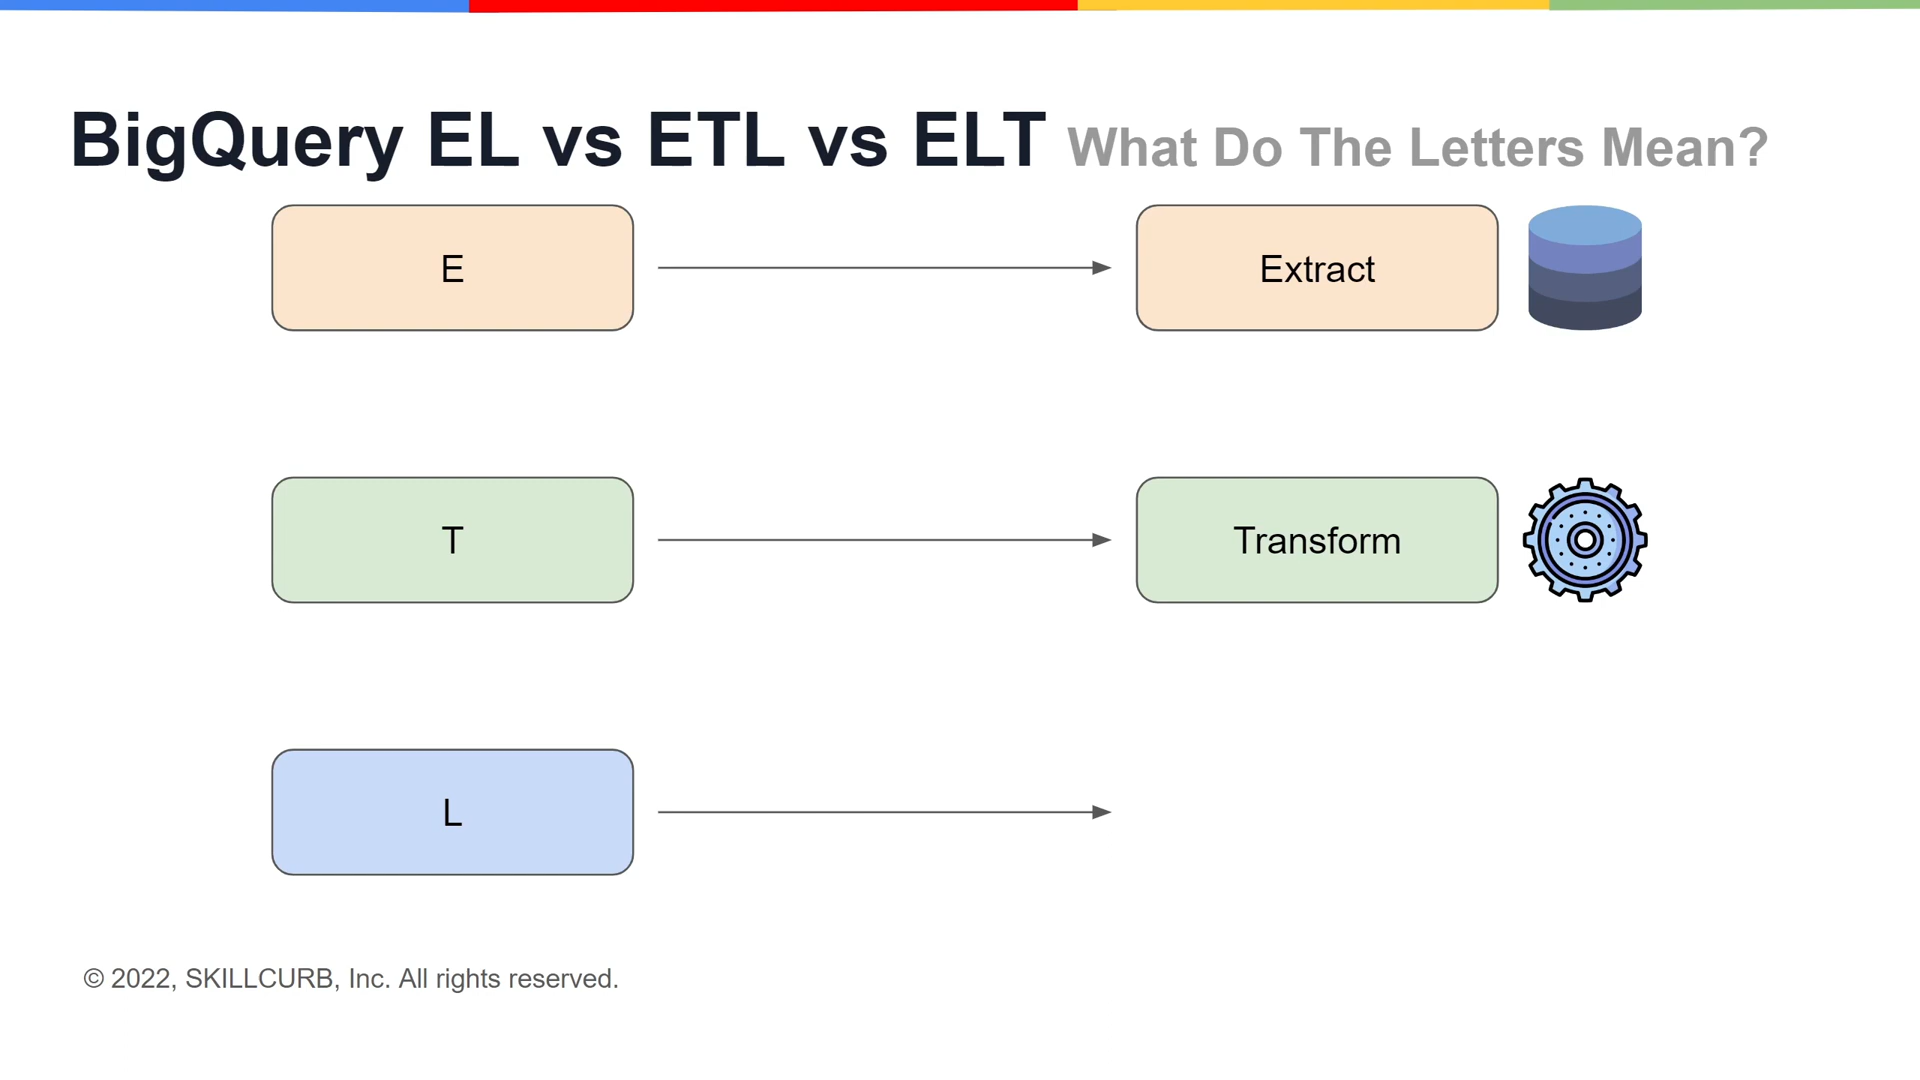 BigQuery EL vs ETL vs ELT What Do The Letters Mean?
E
Extract
T
Transform
L
© 2022, SKILLCURB, Inc. All rights reserved.